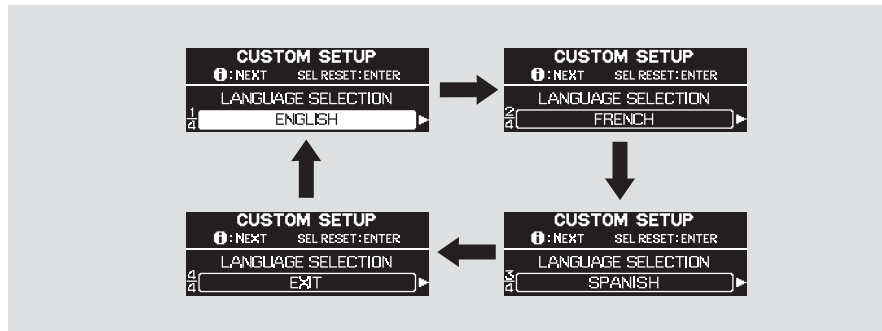 CUSTOM SETUP
i : NEXT SEL RESET : ENTER
LANGUAGE SELECTION
1/4 ENGLISH
CUSTOM SETUP
i : NEXT SEL RESET : ENTER
LANGUAGE SELECTION
2/4 FRENCH
CUSTOM SETUP
i : NEXT SEL RESET : ENTER
LANGUAGE SELECTION
4/4 EXIT
CUSTOM SETUP
i : NEXT SEL RESET : ENTER
LANGUAGE SELECTION
3/4 SPANISH